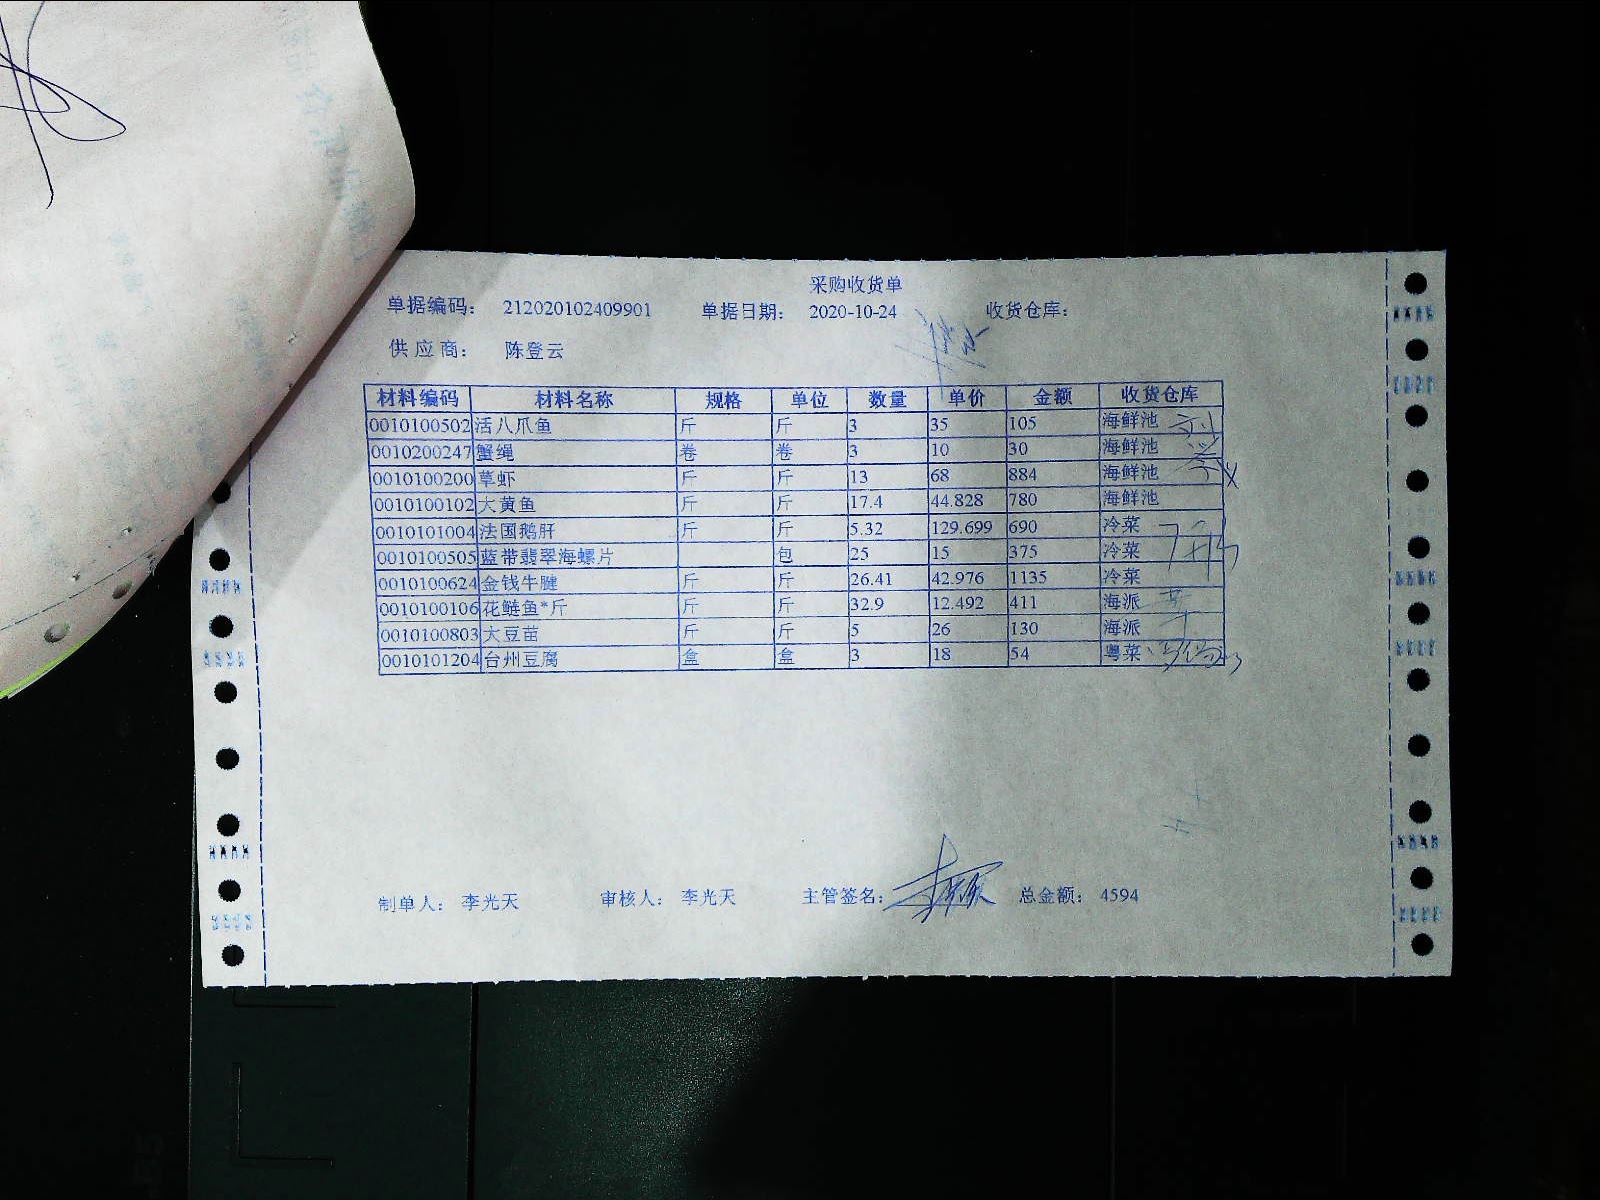 采购收货单
单据编码： 212020102409901 单据日期： 2020-10-24 收货仓库：
供应商： 陈登云
材料编码 材料名称 规格 单位 数量 单价 金额 收货仓库
0010100502 活八爪鱼 斤 斤 3 35 105 海鲜池
0010200247 蟹绳 卷 卷 3 10 30 海鲜池
0010100200 草虾 斤 斤 13 68 884 海鲜池
0010100102 大黄鱼 斤 斤 17.4 44.828 780 海鲜池
0010101004 法国鹅肝 斤 斤 5.32 129.699 690 冷菜
0010100505 蓝带翡翠海螺片 包 25 15 375 冷菜
0010100624 金钱牛腱 斤 斤 26.41 42.976 1135 冷菜
0010100106 花鲢鱼*斤 斤 斤 32.9 12.492 411 海派
0010100803 大豆苗 斤 斤 5 26 130 海派
0010101204 台州豆腐 盒 盒 3 18 54 粤菜
制单人： 李光天 审核人： 李光天 主管签名： 总金额： 4594